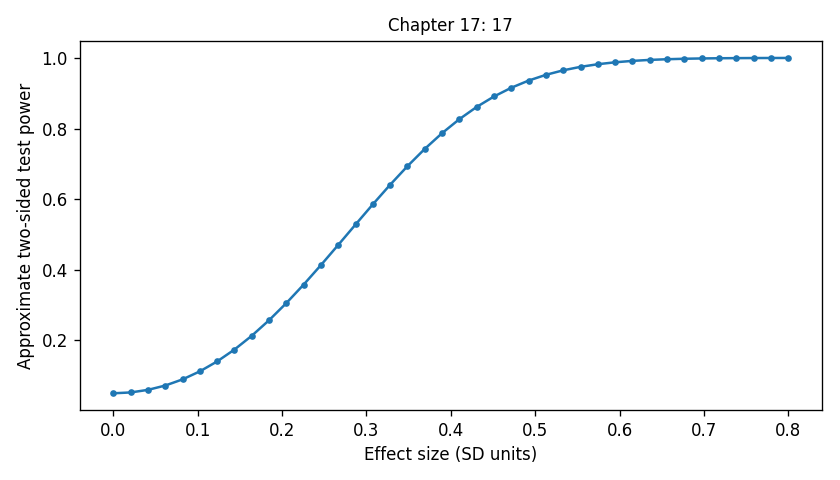 Chapter 17: 17
Approximate two-sided test power
1.0
0.8
0.6
0.4
0.2
0.0 0.1 0.2 0.3 0.4 0.5 0.6 0.7 0.8
Effect size (SD units)